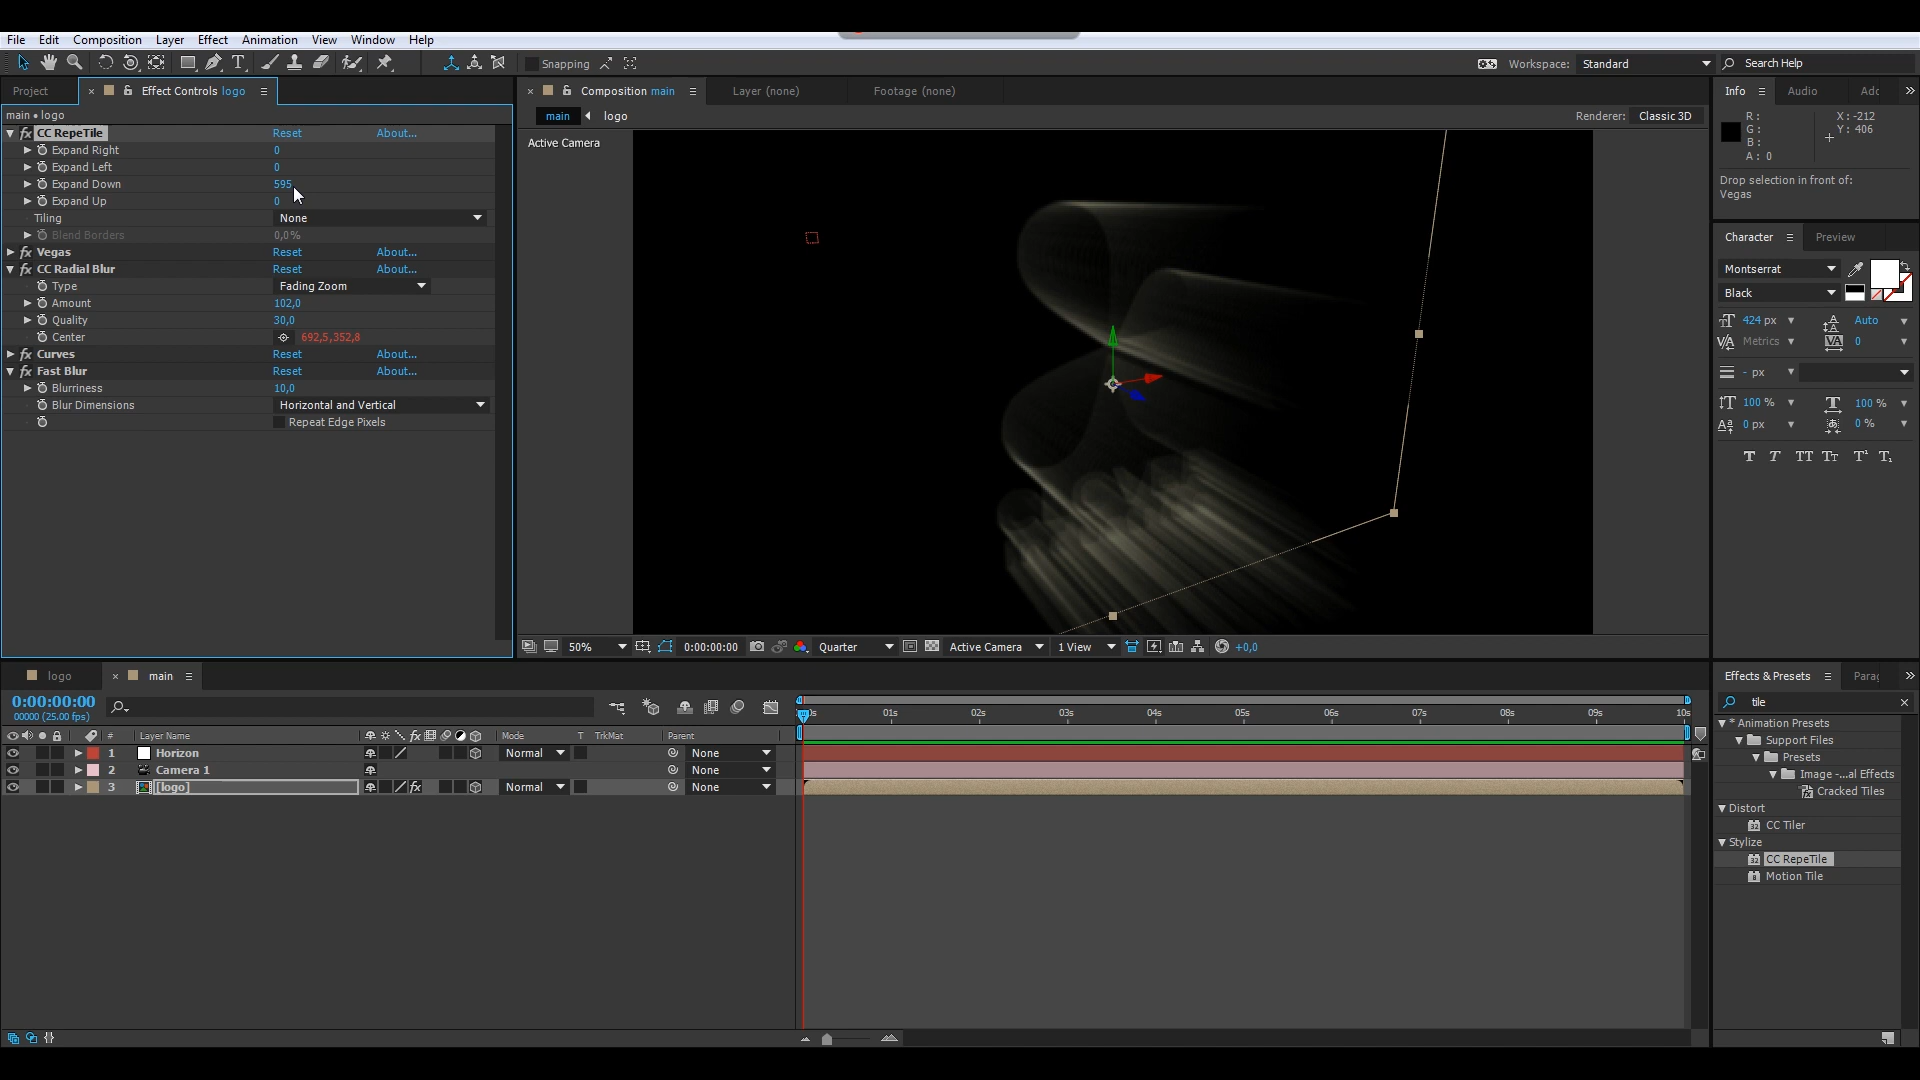 File Edit Composition Layer Effect Animation View Window Help
Snapping
Workspace: Standard
Search Help
Project
Effect Controls logo
Composition main
Layer (none)
Footage (none)
Info
Audio
main • logo
main
logo
Renderer: Classic 3D
Active Camera
CC RepeTile Reset About...
Expand Right 0
Expand Left 0
Expand Down 595
Expand Up 0
Tiling None
Blend Borders 0,0%
Vegas Reset About...
CC Radial Blur Reset About...
Type Fading Zoom
Amount 102,0
Quality 30,0
Center 692,5,352,8
Curves Reset About...
Fast Blur Reset About...
Blurriness 10,0
Blur Dimensions Horizontal and Vertical
Repeat Edge Pixels
R:
G:
B:
A: 0
X: -212
Y: 406
Drop selection in front of:
Vegas
Character
Preview
Montserrat
Black
424 px
Auto
Metrics
0
- px
100 %
100 %
0 px
0 %
50%
0:00:00:00
Quarter
Active Camera
1 View
+0,0
logo
main
0:00:00:00
00000 (25.00 fps)
01s 02s 03s 04s 05s 06s 07s 08s 09s 10s
# Layer Name Mode T TrkMat Parent
1 Horizon Normal None
2 Camera 1 None
3 [logo] Normal None
Effects & Presets
tile
* Animation Presets
Support Files
Presets
Image -...al Effects
Cracked Tiles
Distort
CC Tiler
Stylize
CC RepeTile
Motion Tile